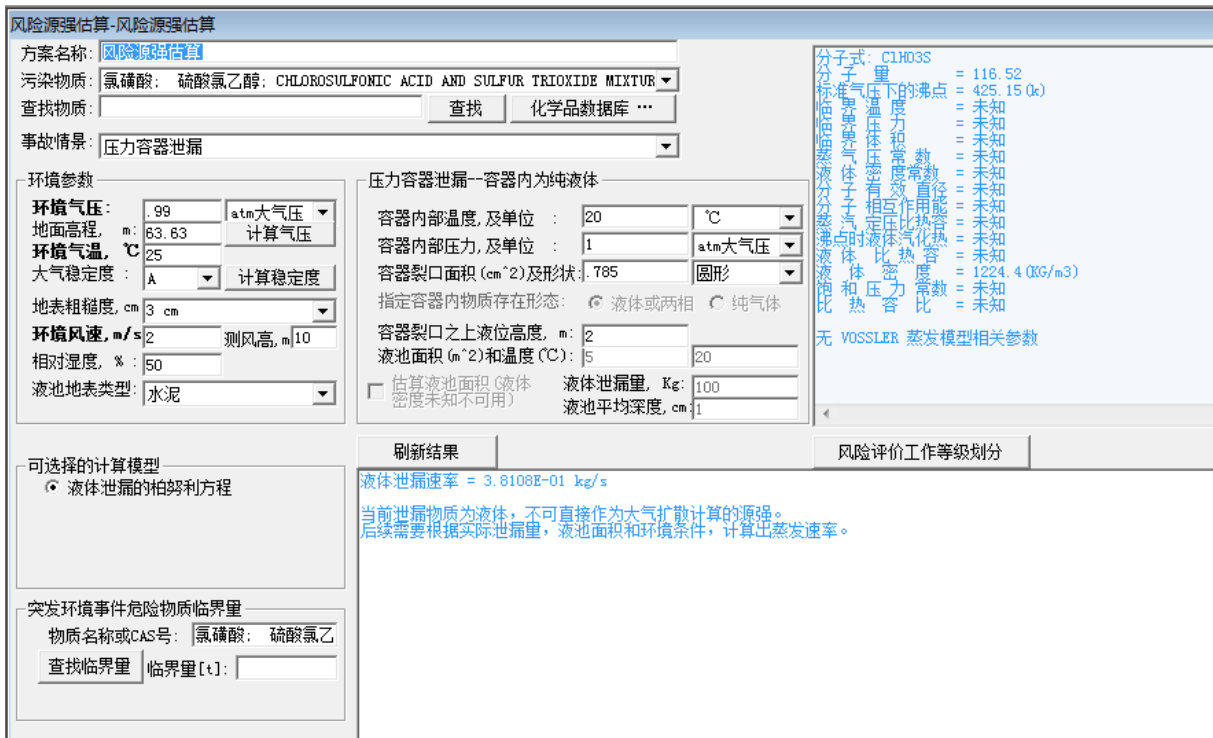 风险源强估算-风险源强估算
方案名称: 风险源强估算
污染物质: 氯磺酸; 硫酸氯乙醇; CHLOROSULFONIC ACID AND SULFUR TRIOXIDE MIXTUR
查找物质: 查找 化学品数据库 …
事故情景: 压力容器泄漏
环境参数
环境气压: .99 atm大气压
地面高程, m: 63.63 计算气压
环境气温, ℃ 25
大气稳定度 : A 计算稳定度
地表粗糙度, cm 3 cm
环境风速, m/s 2 测风高, m 10
相对湿度, % : 50
液池地表类型: 水泥
压力容器泄漏--容器内为纯液体
容器内部温度, 及单位 : 20 ℃
容器内部压力, 及单位 : 1 atm大气压
容器裂口面积(cm^2)及形状: .785 圆形
指定容器内物质存在形态: 液体或两相 纯气体
容器裂口之上液位高度, m: 2
液池面积(m^2)和温度(℃): 5 20
估算液池面积(液体密度未知不可用)
液体泄漏量, Kg: 100
液池平均深度, cm: 1
分子式: C1HO3S
分 子 量 = 116.52
标准气压下的沸点 = 425.15(k)
临 界 温 度 = 未知
临 界 压 力 = 未知
临 界 体 积 = 未知
蒸 气 压 常 数 = 未知
液 体 密 度常数 = 未知
分 子 有 效 直径 = 未知
分 子 相互作用能 = 未知
蒸 汽 定压比热容 = 未知
沸点时液体汽化热 = 未知
液 体 比 热 容 = 未知
液 体 密 度 = 1224.4(KG/m3)
饱 和 压 力 常数 = 未知
比 热 容 比 = 未知
无 VOSSLER 蒸发模型相关参数
刷新结果
风险评价工作等级划分
可选择的计算模型
液体泄漏的柏努利方程
液体泄漏速率 = 3.8108E-01 kg/s
当前泄漏物质为液体, 不可直接作为大气扩散计算的源强。
后续需要根据实际泄漏量, 液池面积和环境条件, 计算出蒸发速率。
突发环境事件危险物质临界量
物质名称或CAS号: 氯磺酸; 硫酸氯乙
查找临界量 临界量[t]: